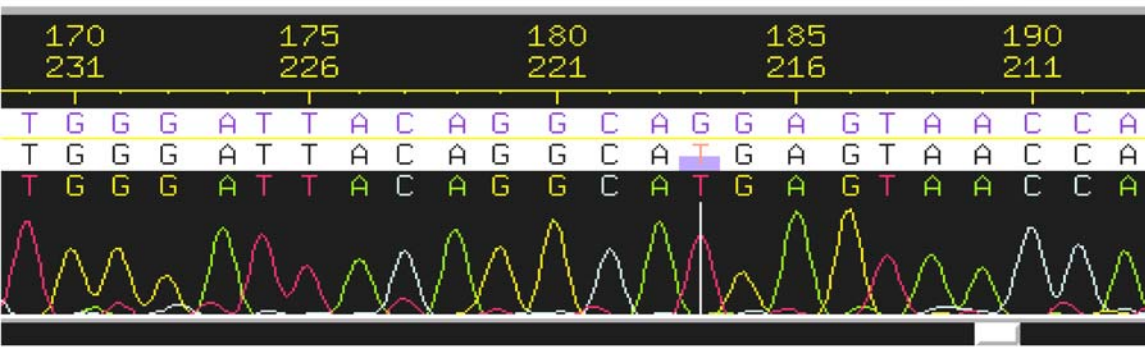 170 175 180 185 190
231 226 221 216 211
T G G G A T T A C A G G C A G G A G T A A C C A
T G G G A T T A C A G G C A T G A G T A A C C A
T G G G A T T A C A G G C A T G A G T A A C C A